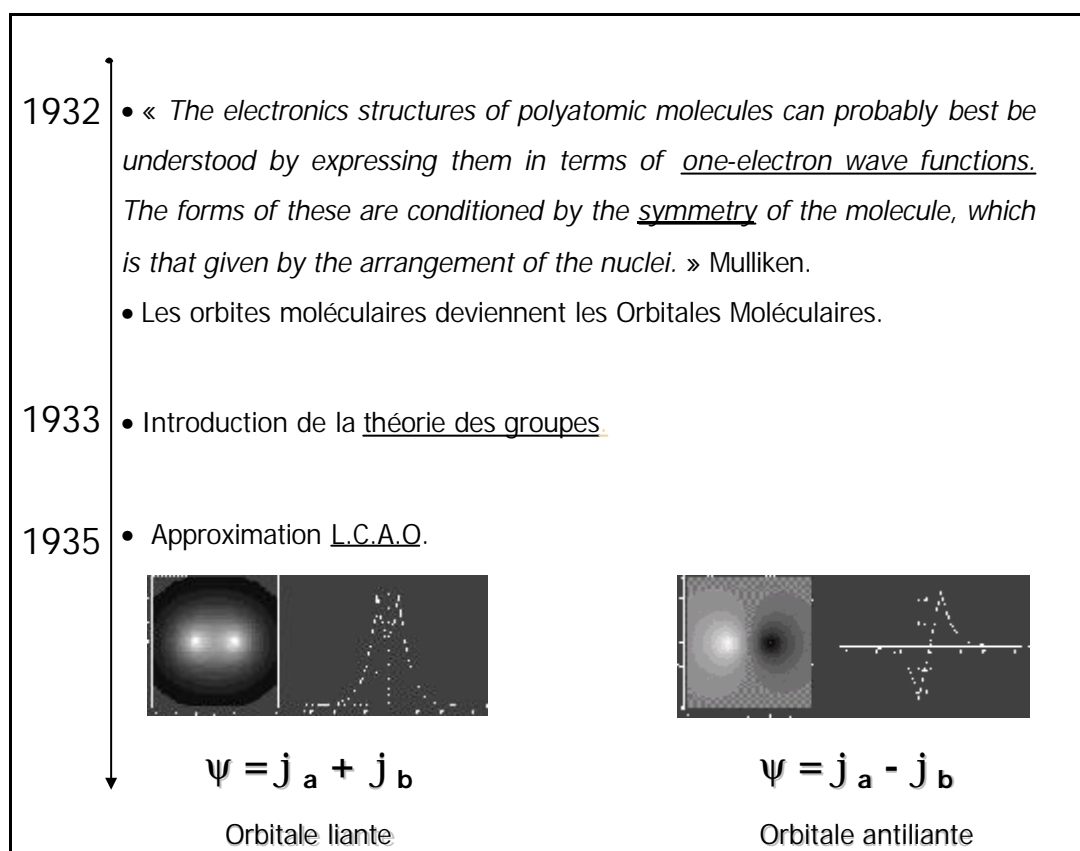 1932 • « The electronics structures of polyatomic molecules can probably best be
understood by expressing them in terms of one-electron wave functions.
The forms of these are conditioned by the symmetry of the molecule, which
is that given by the arrangement of the nuclei. » Mulliken.
• Les orbites moléculaires deviennent les Orbitales Moléculaires.
1933 • Introduction de la théorie des groupes.
1935 • Approximation L.C.A.O.
ψ = j a + j b
ψ = j a - j b
Orbitale liante
Orbitale antiliante